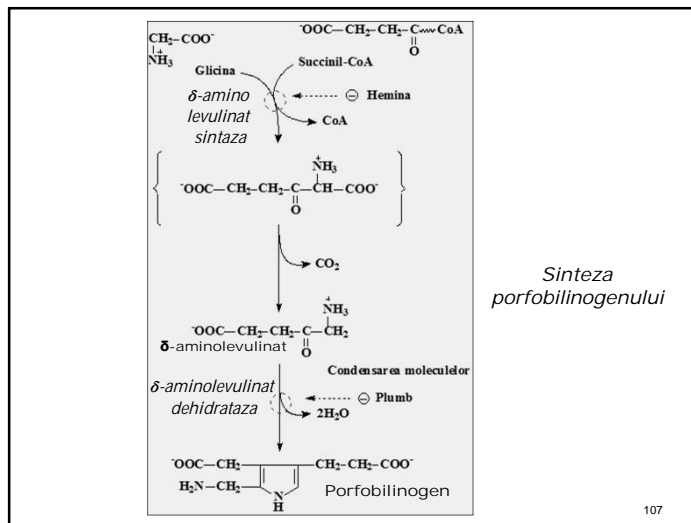 CH₂—COO⁻
⁺NH₃
⁻OOC—CH₂—CH₂—C~~CoA
O
Glicina
Succinil-CoA
δ-amino
levulinat
sintaza
⊖ Hemina
CoA
⁺NH₃
⁻OOC—CH₂—CH₂—C—CH—COO⁻
O
CO₂
⁺NH₃
⁻OOC—CH₂—CH₂—C—CH₂
O
δ-aminolevulinat
Condensarea moleculelor
δ-aminolevulinat
dehidrataza
⊖ Plumb
2H₂O
⁻OOC—CH₂
CH₂—CH₂—COO⁻
H₂N—CH₂
N
H
Porfobilinogen
Sinteza
porfobilinogenului
107